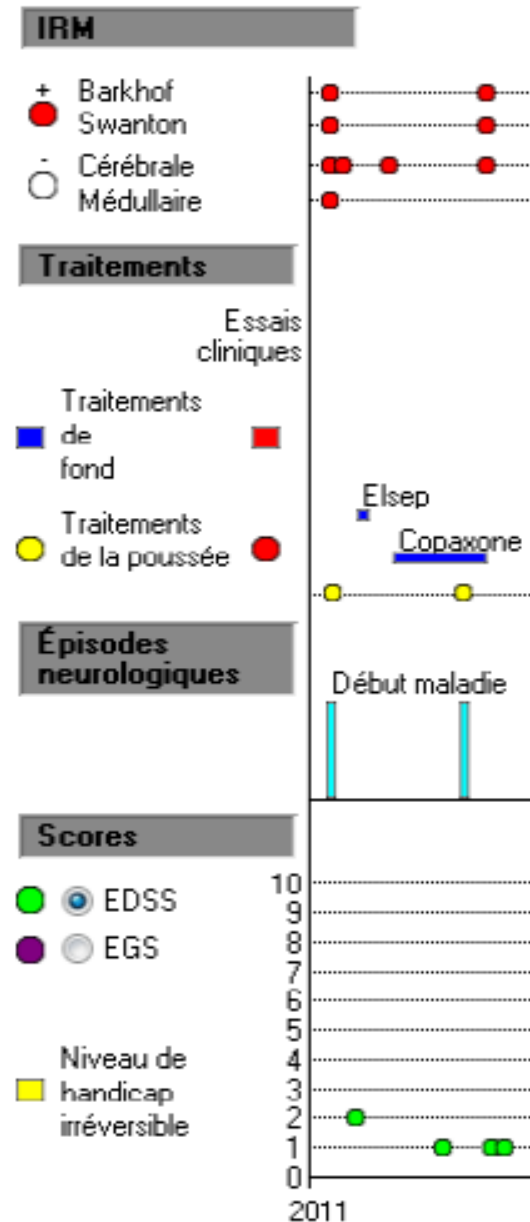 IRM
+ Barkhof
Swanton
- Cérébrale
Médullaire
Traitements
Essais
cliniques
Traitements
de
fond
Elsep
Traitements
de la poussée
Copaxone
Épisodes
neurologiques
Début maladie
Scores
10
EDSS
9
8
EGS
7
6
5
Niveau de
4
handicap
3
irréversible
2
1
0
2011